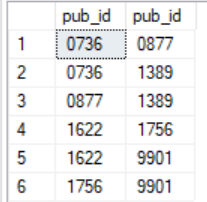 pub_id pub_id
1 0736 0877
2 0736 1389
3 0877 1389
4 1622 1756
5 1622 9901
6 1756 9901